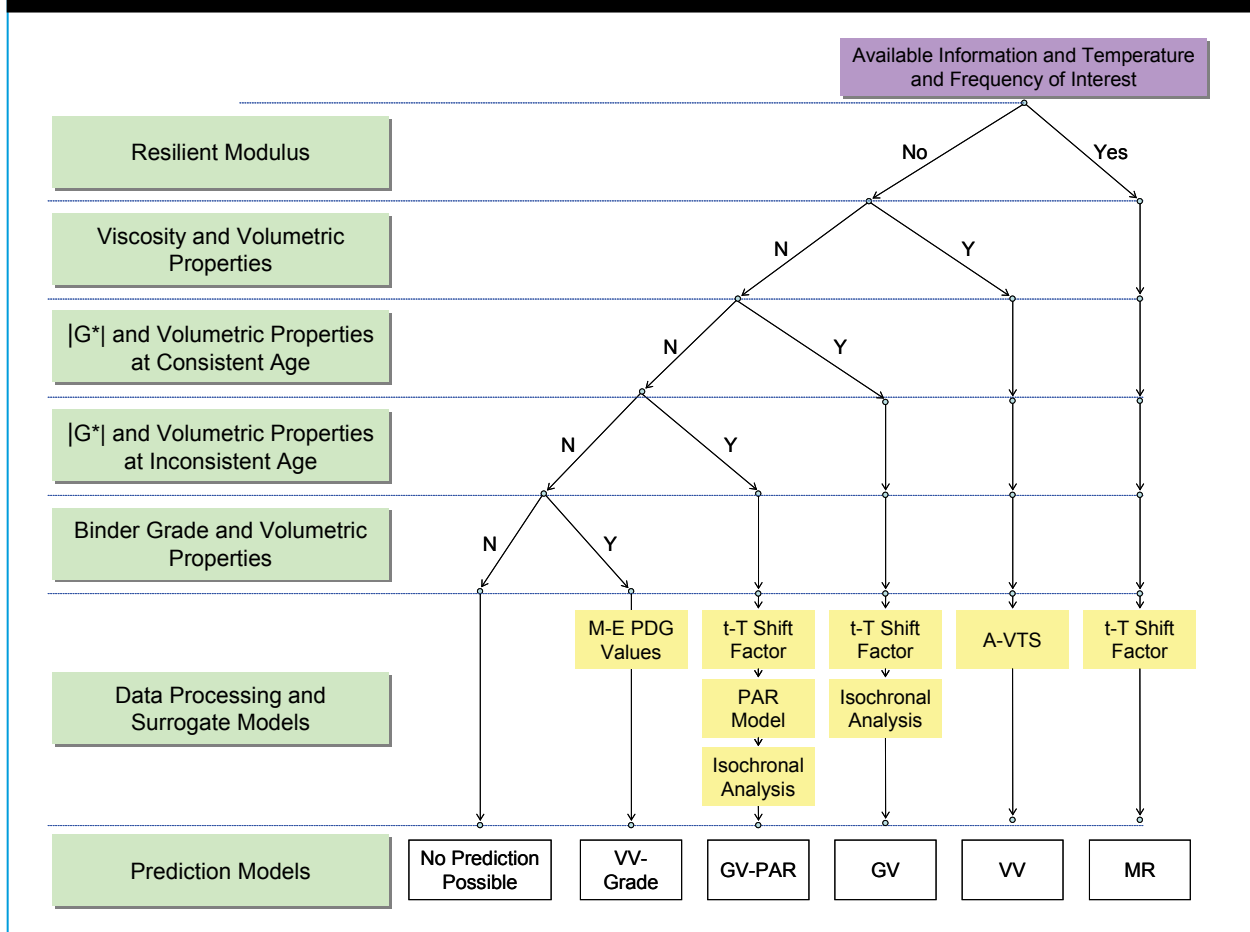 Available Information and Temperature
and Frequency of Interest
Resilient Modulus
No
Yes
Viscosity and Volumetric
Properties
N
Y
|G*| and Volumetric Properties
at Consistent Age
N
Y
|G*| and Volumetric Properties
at Inconsistent Age
N
Y
Binder Grade and Volumetric
Properties
N
Y
Data Processing and
Surrogate Models
M-E PDG
Values
t-T Shift
Factor
PAR
Model
Isochronal
Analysis
t-T Shift
Factor
Isochronal
Analysis
A-VTS
t-T Shift
Factor
Prediction Models
No Prediction
Possible
VV-
Grade
GV-PAR
GV
VV
MR